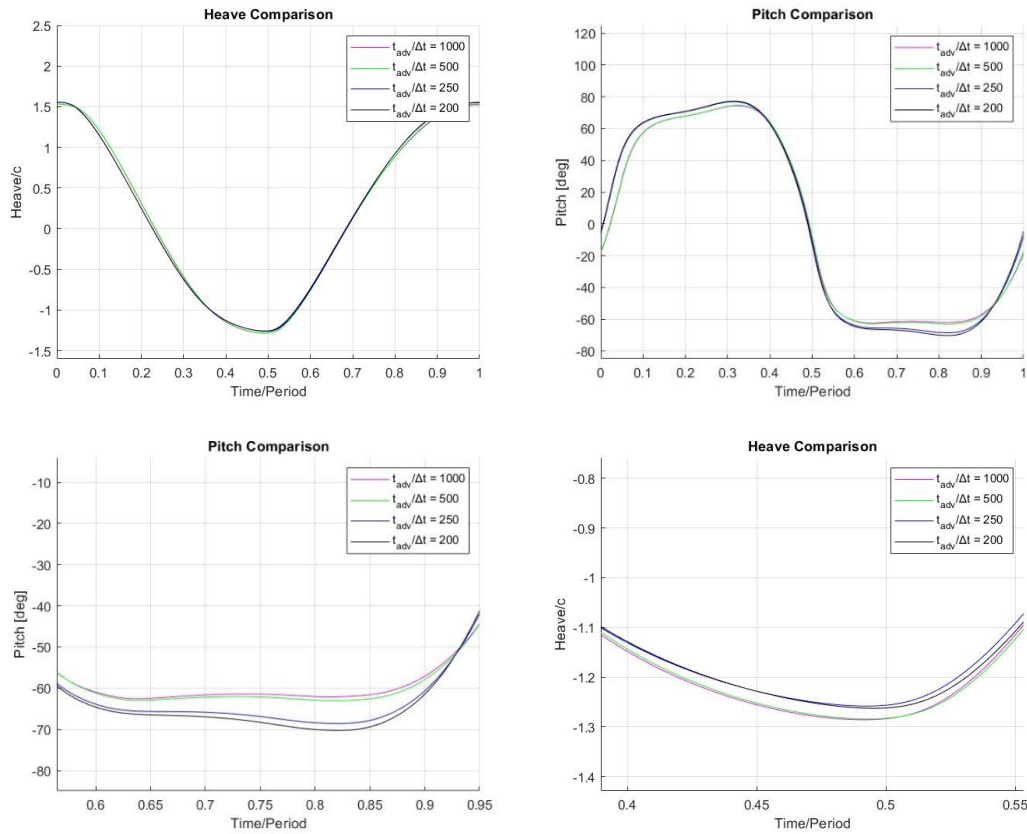 Heave Comparison
2.5
2
1.5
1
0.5
0
-0.5
-1
-1.5
Heave/c
t_adv/Δt = 1000
t_adv/Δt = 500
t_adv/Δt = 250
t_adv/Δt = 200
0 0.1 0.2 0.3 0.4 0.5 0.6 0.7 0.8 0.9 1
Time/Period
Pitch Comparison
120
100
80
60
40
20
0
-20
-40
-60
-80
Pitch [deg]
t_adv/Δt = 1000
t_adv/Δt = 500
t_adv/Δt = 250
t_adv/Δt = 200
0 0.1 0.2 0.3 0.4 0.5 0.6 0.7 0.8 0.9 1
Time/Period
Pitch Comparison
-10
-20
-30
-40
-50
-60
-70
-80
Pitch [deg]
t_adv/Δt = 1000
t_adv/Δt = 500
t_adv/Δt = 250
t_adv/Δt = 200
0.6 0.65 0.7 0.75 0.8 0.85 0.9 0.95
Time/Period
Heave Comparison
-0.8
-0.9
-1
-1.1
-1.2
-1.3
-1.4
Heave/c
t_adv/Δt = 1000
t_adv/Δt = 500
t_adv/Δt = 250
t_adv/Δt = 200
0.4 0.45 0.5 0.55
Time/Period